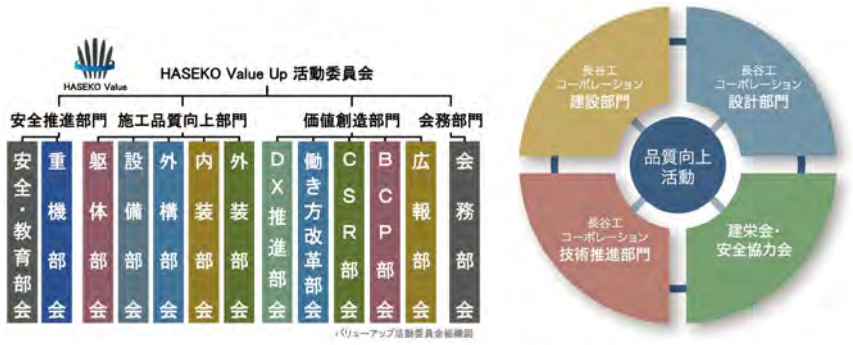 HASEKO Value
HASEKO Value Up 活動委員会
安全推進部門
施工品質向上部門
価値創造部門
会務部門
安全・教育部会
重機部会
躯体部会
設備部会
外構部会
内装部会
外装部会
DX推進部会
働き方改革部会
CSR部会
BCP部会
広報部会
会務部会
バリューアップ活動委員会組織図
長谷工
コーポレーション
建設部門
長谷工
コーポレーション
設計部門
品質向上
活動
長谷工
コーポレーション
技術推進部門
建栄会・
安全協力会